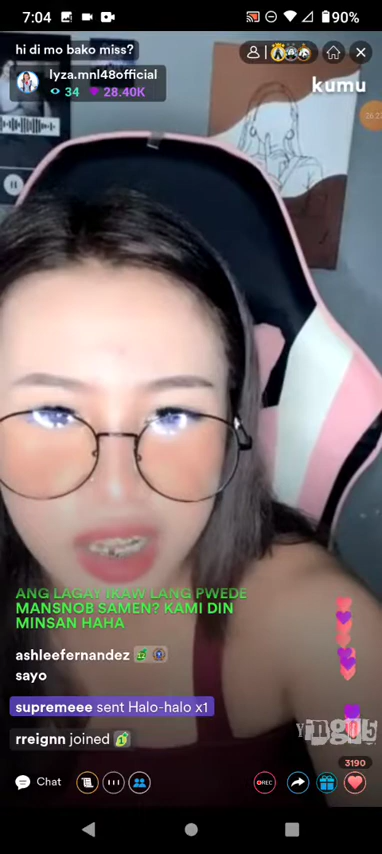 7:04
90%
hi di mo bako miss?
lyza.mnl48official
34 28.40K
kumu
ANG LAGAY IKAW LANG PWEDE
MANSNOB SAMEN? KAMI DIN
MINSAN HAHA
ashleefernandez
sayo
supremeee sent Halo-halo x1
rreignn joined
3190
Chat
REC